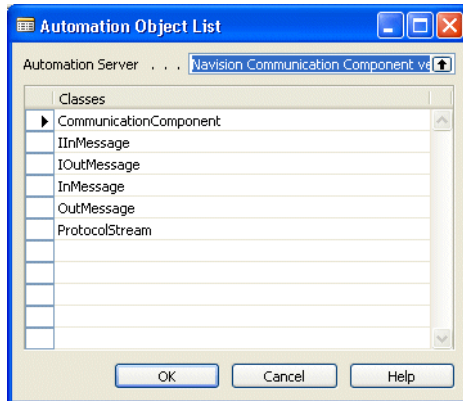 Automation Object List
Automation Server . . . Navision Communication Component ve
Classes
CommunicationComponent
IInMessage
IOutMessage
InMessage
OutMessage
ProtocolStream
OK Cancel Help